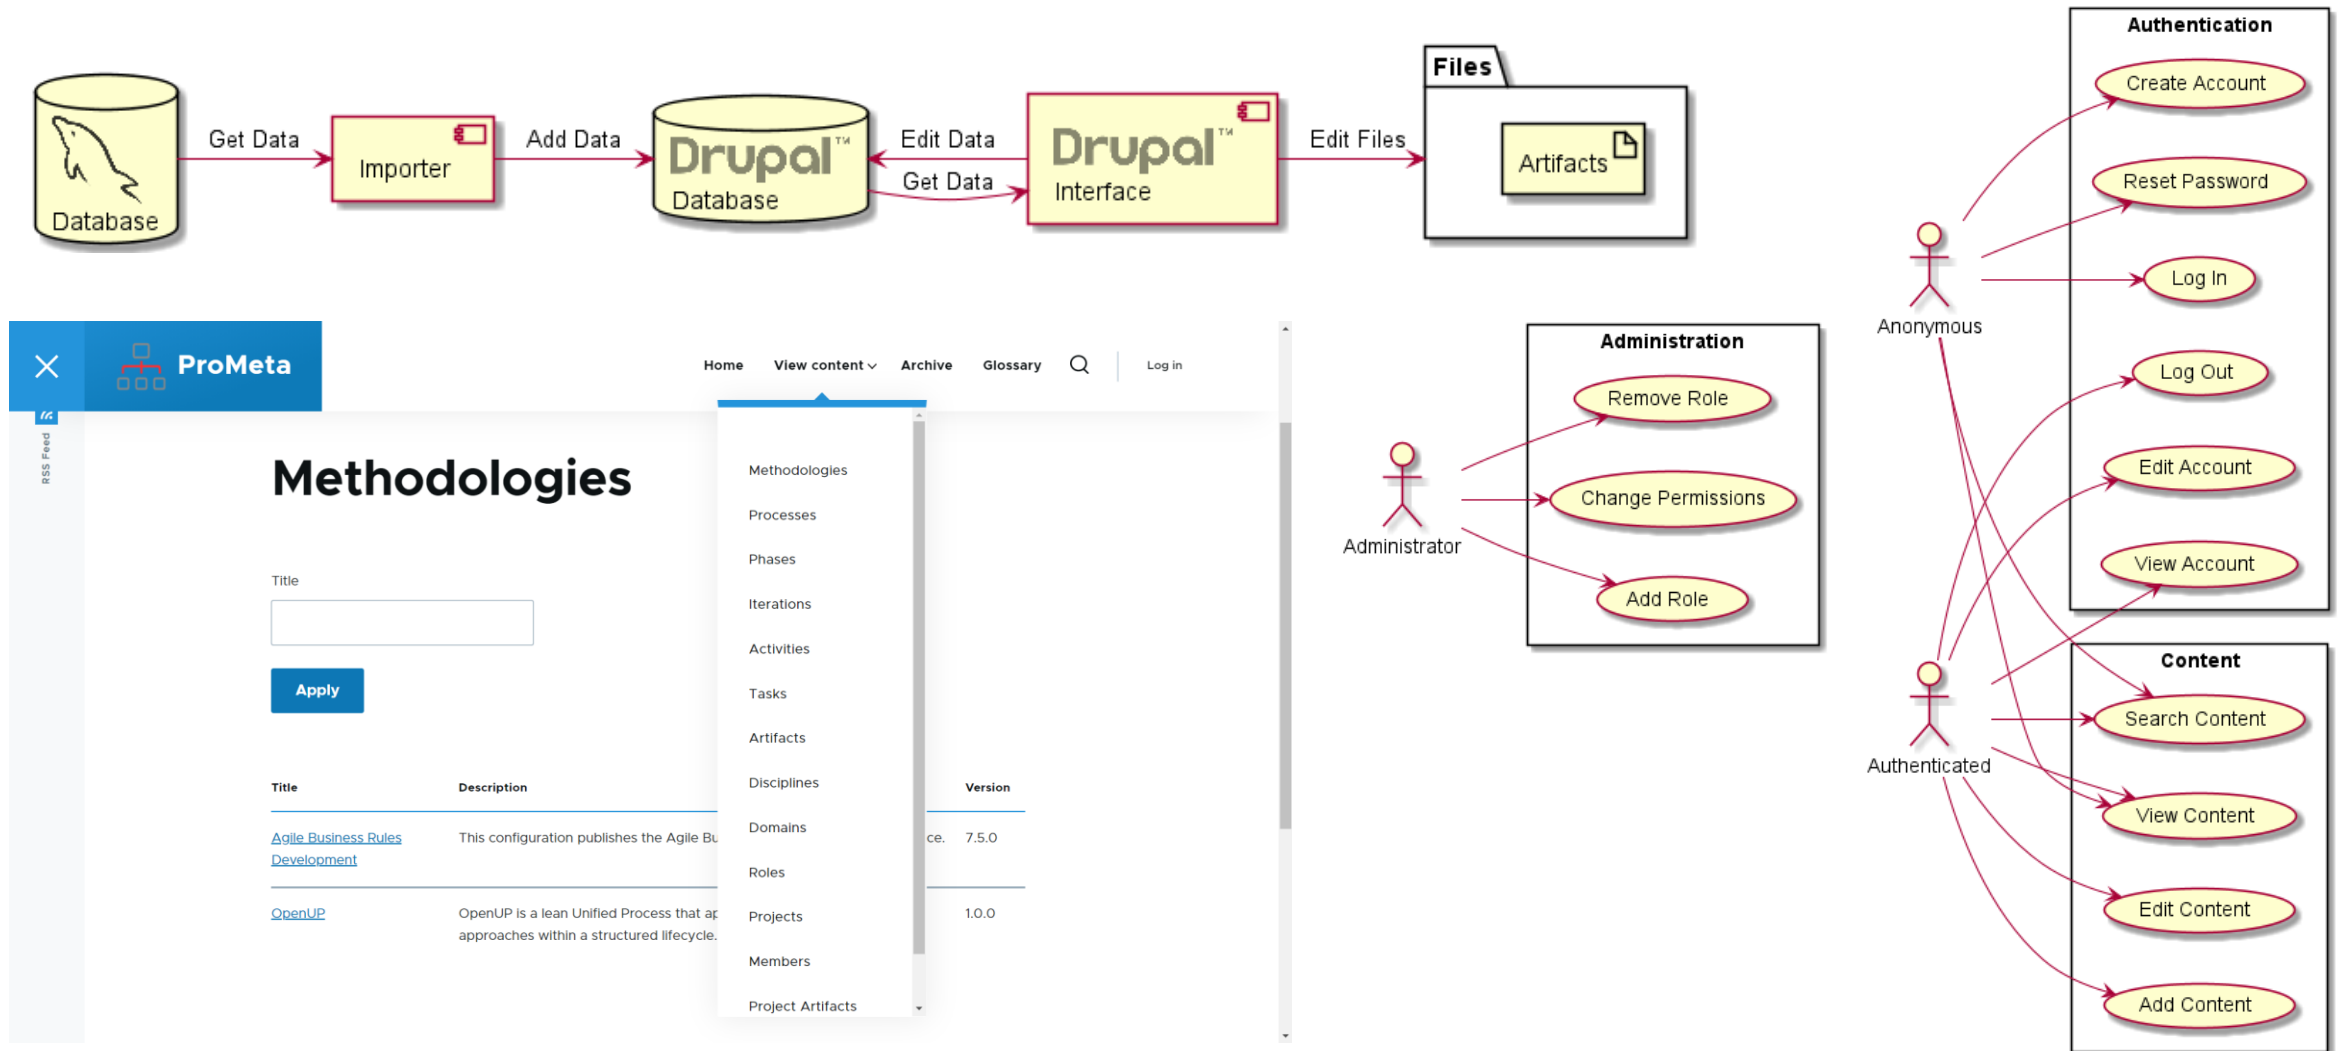 Database
Get Data
Importer
Add Data
Drupal™
Database
Edit Data
Get Data
Drupal™
Interface
Edit Files
Files
Artifacts
ProMeta
Home View content Archive Glossary Log in
RSS Feed
Methodologies
Title
Apply
Title Description Version
Agile Business Rules
Development
This configuration publishes the Agile Bu
ce. 7.5.0
OpenUP
OpenUP is a lean Unified Process that ap
approaches within a structured lifecycle.
1.0.0
Methodologies
Processes
Phases
Iterations
Activities
Tasks
Artifacts
Disciplines
Domains
Roles
Projects
Members
Project Artifacts
Administration
Remove Role
Change Permissions
Add Role
Administrator
Authentication
Create Account
Reset Password
Log In
Log Out
Edit Account
View Account
Anonymous
Authenticated
Content
Search Content
View Content
Edit Content
Add Content